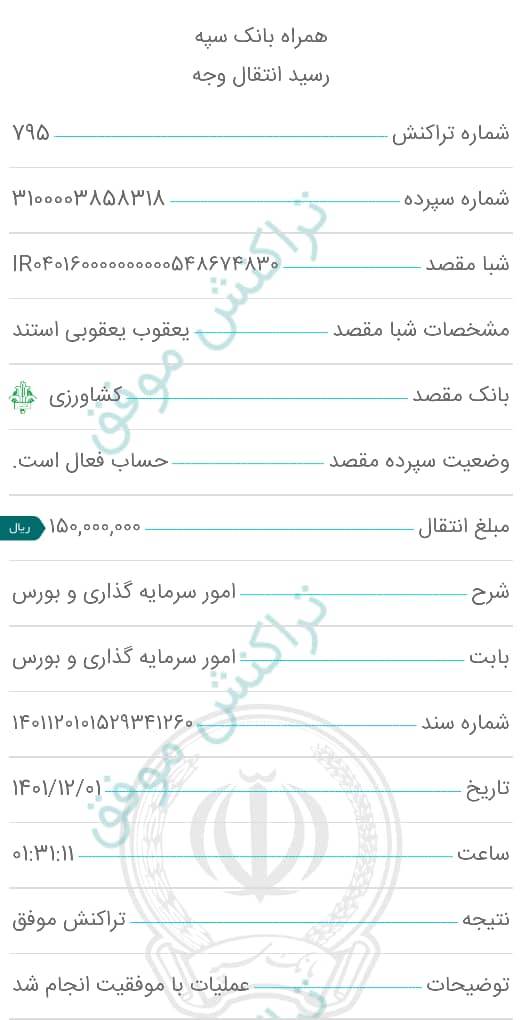 همراه بانک سپه
رسید انتقال وجه
شماره تراکنش ۷۹۵
شماره سپرده ۳۱۰۰۰۰۳۸۵۸۳۱۸
شبا مقصد IR۰۴۰۱۶۰۰۰۰۰۰۰۰۰۰۰۵۴۸۶۷۴۸۳۰
مشخصات شبا مقصد یعقوب یعقوبی استند
بانک مقصد کشاورزی
وضعیت سپرده مقصد حساب فعال است.
مبلغ انتقال ۱۵۰,۰۰۰,۰۰۰ ریال
شرح امور سرمایه گذاری و بورس
بابت امور سرمایه گذاری و بورس
شماره سند ۱۴۰۱۱۲۰۱۰۱۵۲۹۳۴۱۲۶۰
تاریخ ۱۴۰۱/۱۲/۰۱
ساعت ۰۱:۳۱:۱۱
نتیجه تراکنش موفق
توضیحات عملیات با موفقیت انجام شد
تراکنش موفق
تراکنش موفق
بانک سپه